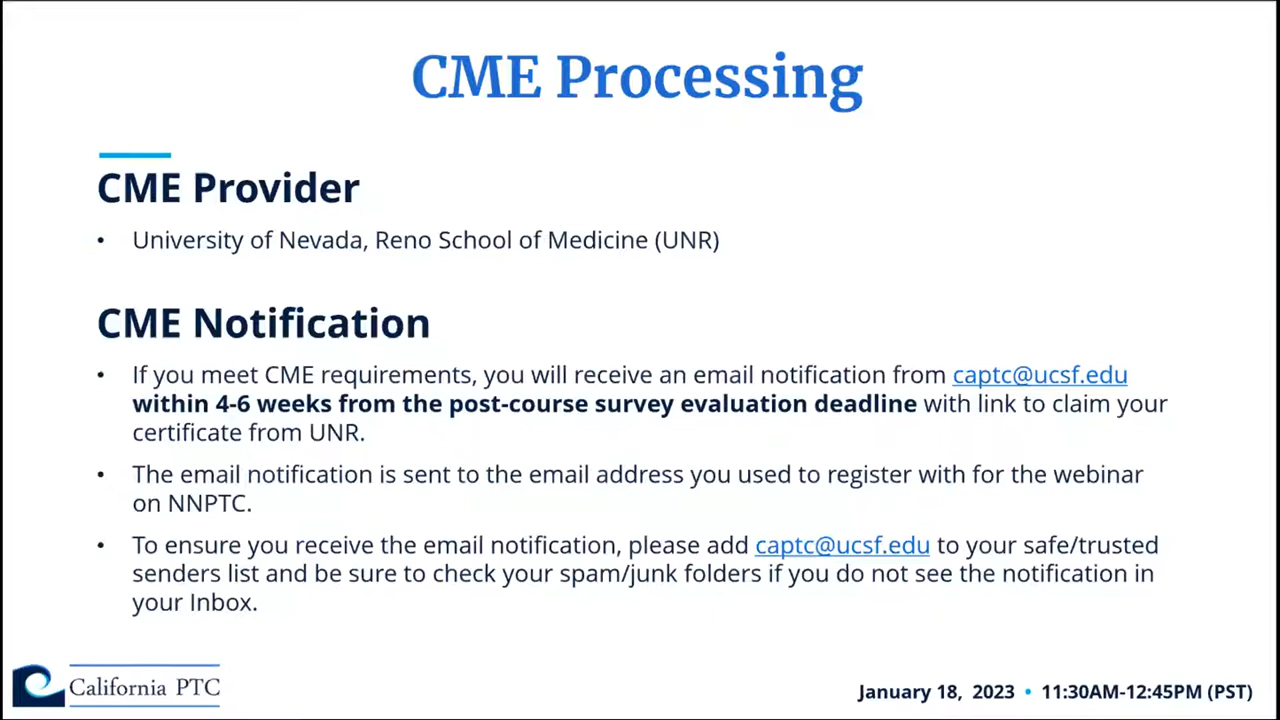 CME Processing
CME Provider
• University of Nevada, Reno School of Medicine (UNR)
CME Notification
• If you meet CME requirements, you will receive an email notification from captc@ucsf.edu
within 4-6 weeks from the post-course survey evaluation deadline with link to claim your
certificate from UNR.
• The email notification is sent to the email address you used to register with for the webinar
on NNPTC.
• To ensure you receive the email notification, please add captc@ucsf.edu to your safe/trusted
senders list and be sure to check your spam/junk folders if you do not see the notification in
your Inbox.
California PTC
January 18, 2023 • 11:30AM-12:45PM (PST)